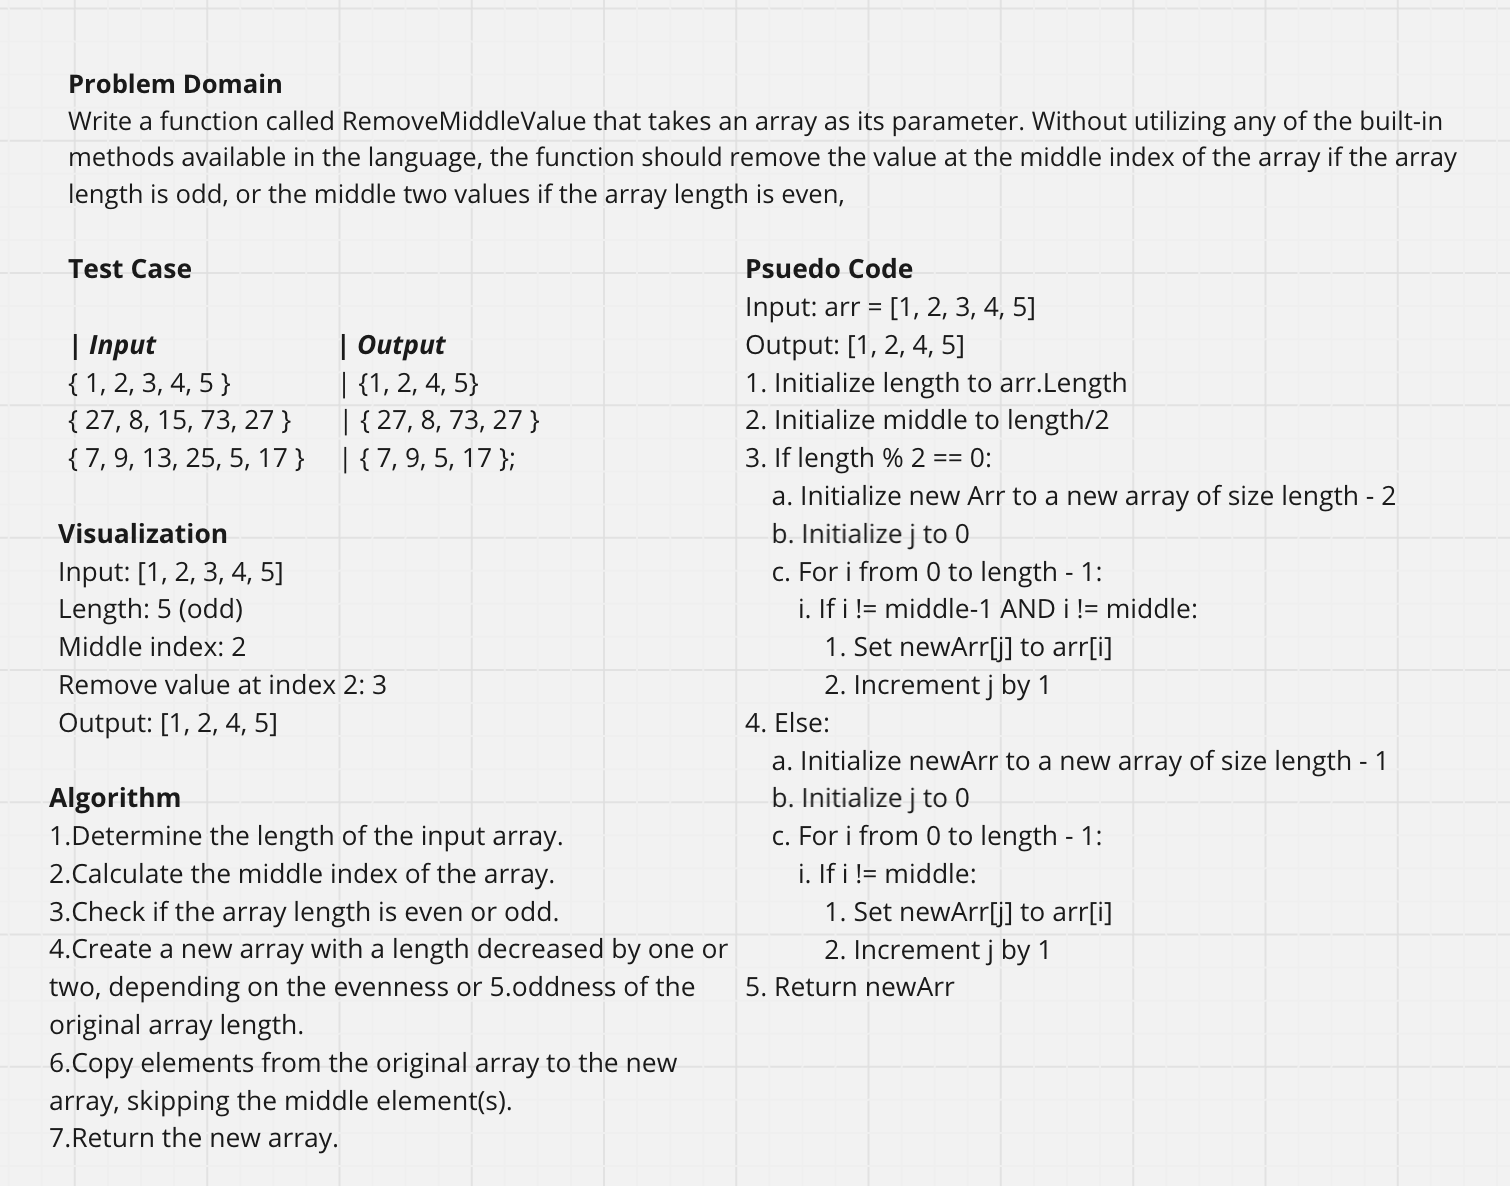 Problem Domain
Write a function called RemoveMiddleValue that takes an array as its parameter. Without utilizing any of the built-in
methods available in the language, the function should remove the value at the middle index of the array if the array
length is odd, or the middle two values if the array length is even,
Test Case
| Input | Output
{ 1, 2, 3, 4, 5 } | {1, 2, 4, 5}
{ 27, 8, 15, 73, 27 } | { 27, 8, 73, 27 }
{ 7, 9, 13, 25, 5, 17 } | { 7, 9, 5, 17 };
Visualization
Input: [1, 2, 3, 4, 5]
Length: 5 (odd)
Middle index: 2
Remove value at index 2: 3
Output: [1, 2, 4, 5]
Algorithm
1.Determine the length of the input array.
2.Calculate the middle index of the array.
3.Check if the array length is even or odd.
4.Create a new array with a length decreased by one or
two, depending on the evenness or 5.oddness of the
original array length.
6.Copy elements from the original array to the new
array, skipping the middle element(s).
7.Return the new array.
Psuedo Code
Input: arr = [1, 2, 3, 4, 5]
Output: [1, 2, 4, 5]
1. Initialize length to arr.Length
2. Initialize middle to length/2
3. If length % 2 == 0:
a. Initialize new Arr to a new array of size length - 2
b. Initialize j to 0
c. For i from 0 to length - 1:
i. If i != middle-1 AND i != middle:
1. Set newArr[j] to arr[i]
2. Increment j by 1
4. Else:
a. Initialize newArr to a new array of size length - 1
b. Initialize j to 0
c. For i from 0 to length - 1:
i. If i != middle:
1. Set newArr[j] to arr[i]
2. Increment j by 1
5. Return newArr